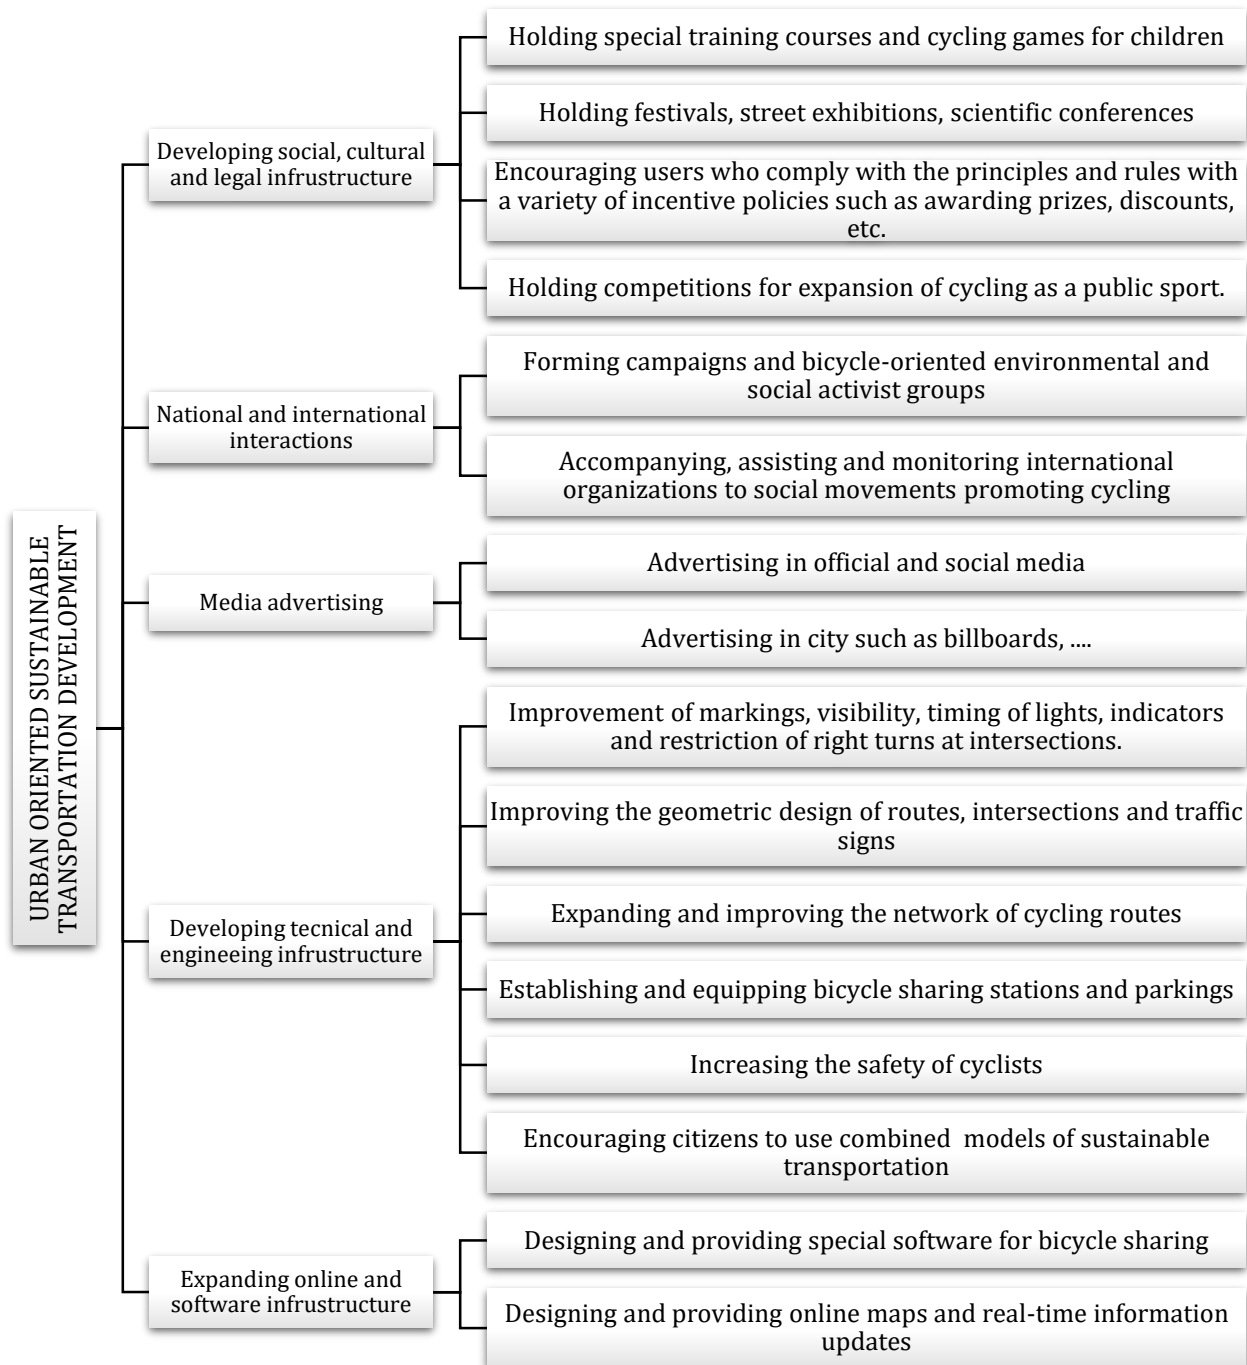 URBAN ORIENTED SUSTAINABLE
TRANSPORTATION DEVELOPMENT
Developing social, cultural
and legal infrustructure
Holding special training courses and cycling games for children
Holding festivals, street exhibitions, scientific conferences
Encouraging users who comply with the principles and rules with
a variety of incentive policies such as awarding prizes, discounts,
etc.
Holding competitions for expansion of cycling as a public sport.
National and international
interactions
Forming campaigns and bicycle-oriented environmental and
social activist groups
Accompanying, assisting and monitoring international
organizations to social movements promoting cycling
Media advertising
Advertising in official and social media
Advertising in city such as billboards, ....
Developing tecnical and
engineeing infrustructure
Improvement of markings, visibility, timing of lights, indicators
and restriction of right turns at intersections.
Improving the geometric design of routes, intersections and traffic
signs
Expanding and improving the network of cycling routes
Establishing and equipping bicycle sharing stations and parkings
Increasing the safety of cyclists
Encouraging citizens to use combined  models of sustainable
transportation
Expanding online and
software infrustructure
Designing and providing special software for bicycle sharing
Designing and providing online maps and real-time information
updates